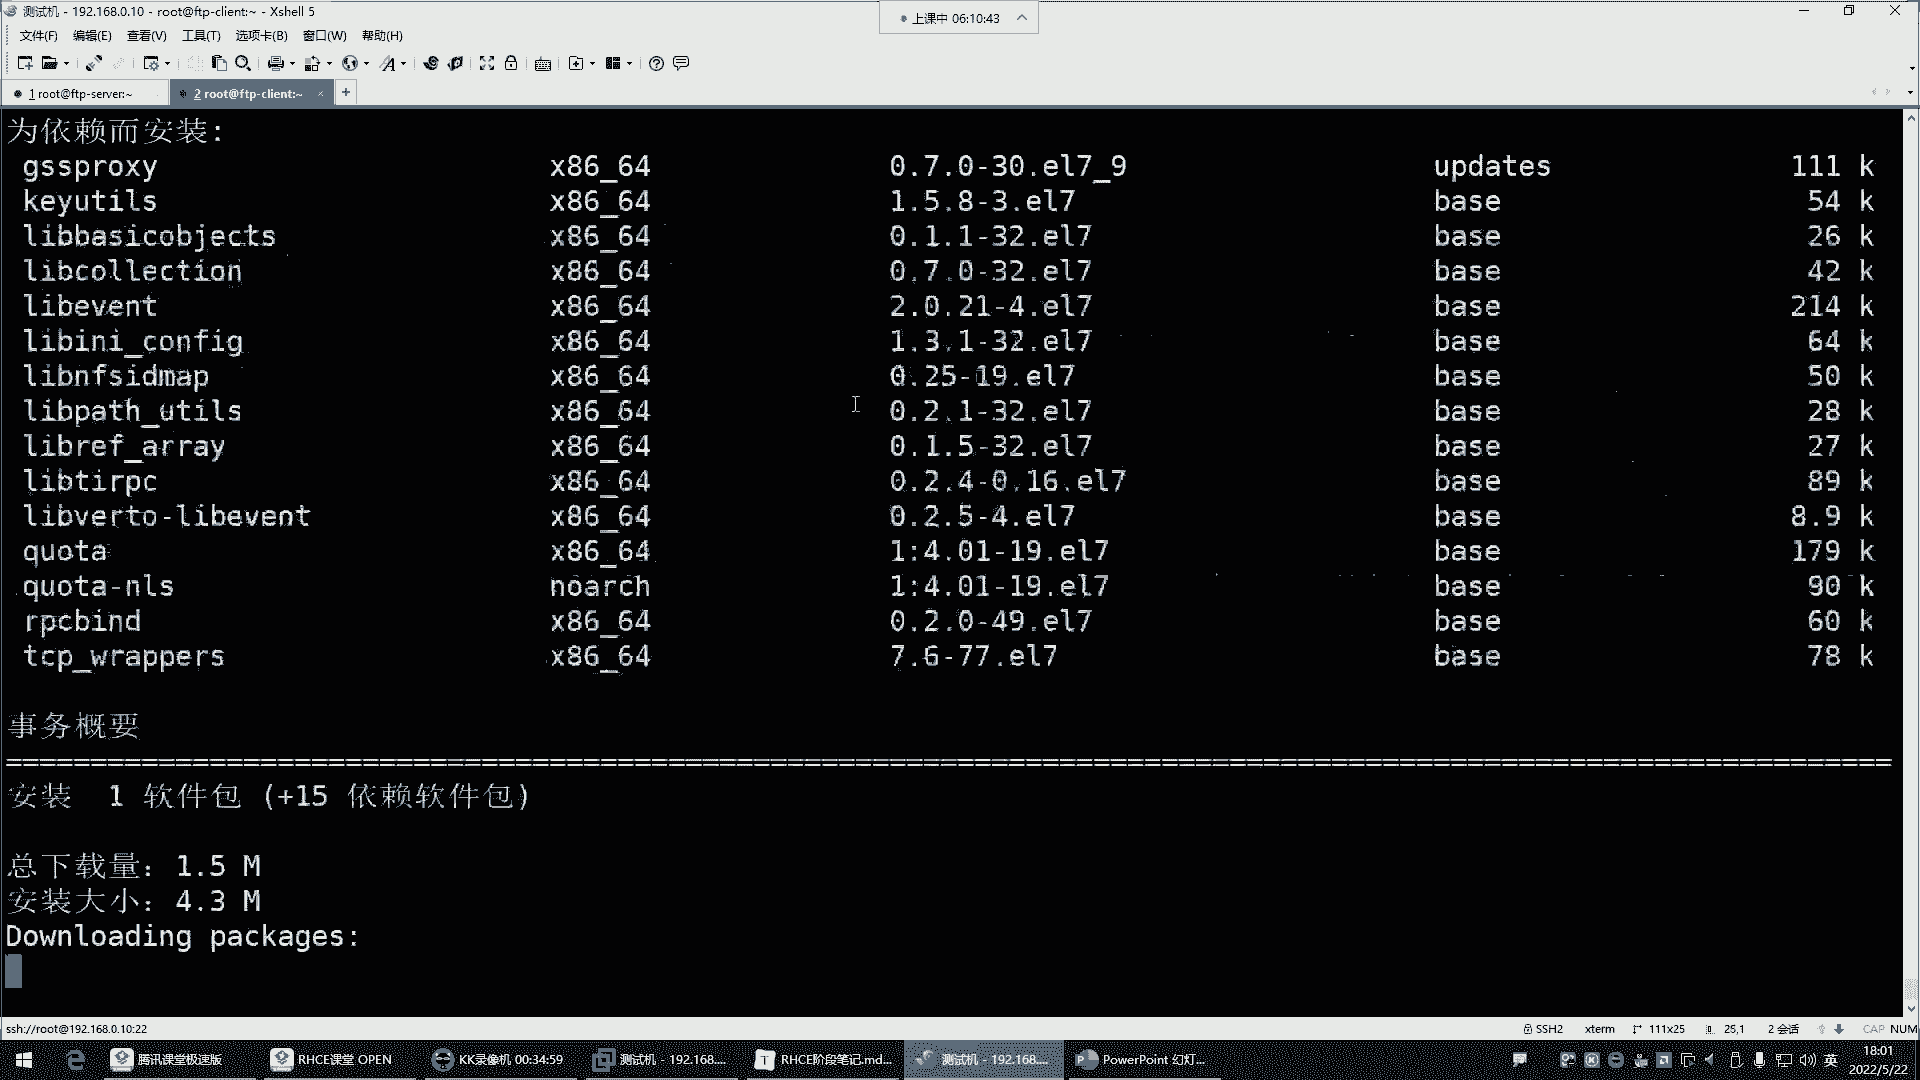 测试机 - 192.168.0.10 - root@ftp-client:~ - Xshell 5
上课中 06:10:43
文件(F) 编辑(E) 查看(V) 工具(T) 选项卡(B) 窗口(W) 帮助(H)
1 root@ftp-server:~ 2 root@ftp-client:~ × +
为依赖而安装:
gssproxy x86_64 0.7.0-30.el7_9 updates 111 k
keyutils x86_64 1.5.8-3.el7 base 54 k
libbasicobjects x86_64 0.1.1-32.el7 base 26 k
libcollection x86_64 0.7.0-32.el7 base 42 k
libevent x86_64 2.0.21-4.el7 base 214 k
libini_config x86_64 1.3.1-32.el7 base 64 k
libnfsidmap x86_64 0.25-19.el7 base 50 k
libpath_utils x86_64 0.2.1-32.el7 base 28 k
libref_array x86_64 0.1.5-32.el7 base 27 k
libtirpc x86_64 0.2.4-0.16.el7 base 89 k
libverto-libevent x86_64 0.2.5-4.el7 base 8.9 k
quota x86_64 1:4.01-19.el7 base 179 k
quota-nls noarch 1:4.01-19.el7 base 90 k
rpcbind x86_64 0.2.0-49.el7 base 60 k
tcp_wrappers x86_64 7.6-77.el7 base 78 k
事务概要
================================================================================================================
安装 1 软件包 (+15 依赖软件包)
总下载量：1.5 M
安装大小：4.3 M
Downloading packages:
ssh://root@192.168.0.10:22 SSH2 xterm 111x25 25,1 2 会话 CAP NUM
腾讯课堂极速版 RHCE课堂 OPEN KK录像机 00:34:59 测试机 - 192.168.... RHCE阶段笔记.md... 测试机 - 192.168.... PowerPoint 幻灯... 英 18:01
2022/5/22